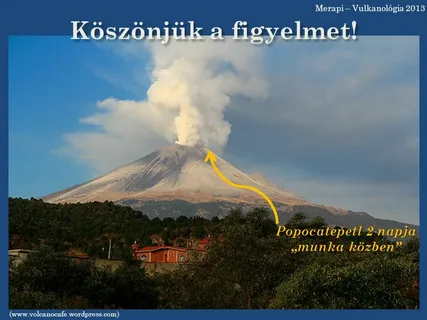 Merapi – Vulkanológia 2013
Köszönjük a figyelmet!
Popocatepetl 2-napja
„munka közben”
(www.volcanocafe.wordpress.com)